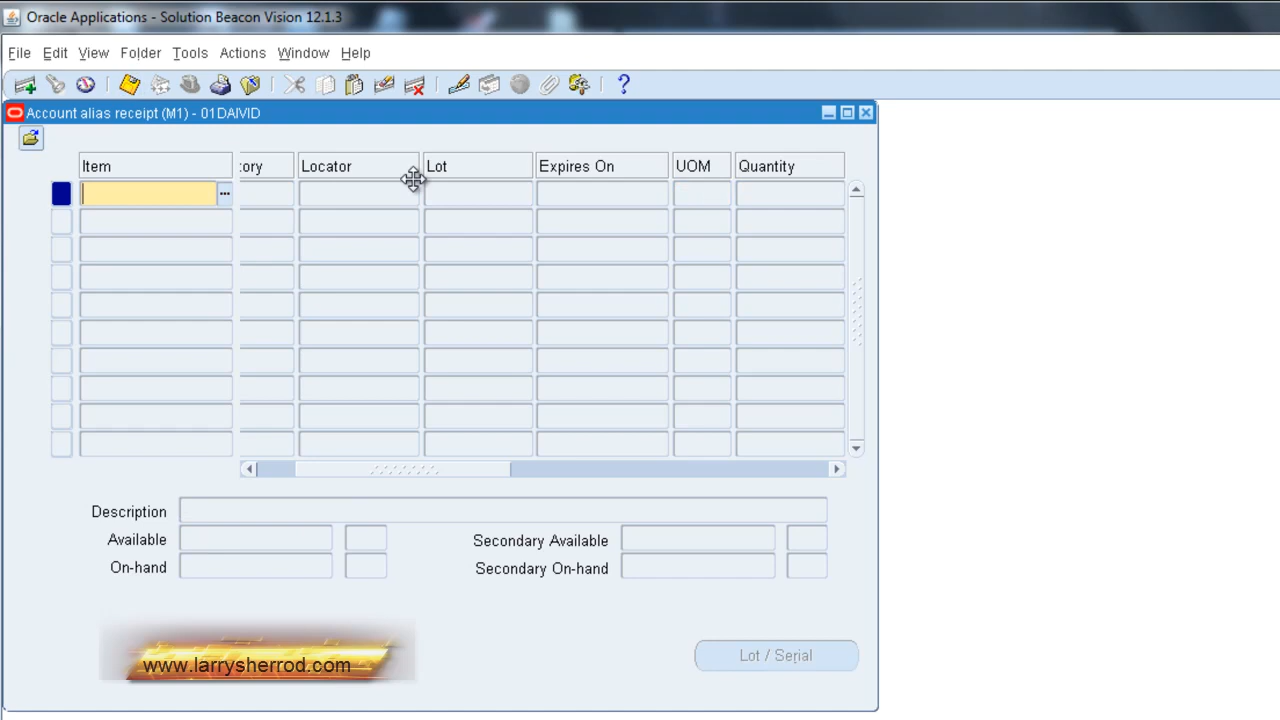 Oracle Applications - Solution Beacon Vision 12.1.3
File Edit View Folder Tools Actions Window Help
Account alias receipt (M1) - 01DAIVID
Item :ory Locator Lot Expires On UOM Quantity
Description
Available Secondary Available
On-hand Secondary On-hand
www.larrysherrod.com Lot / Serial